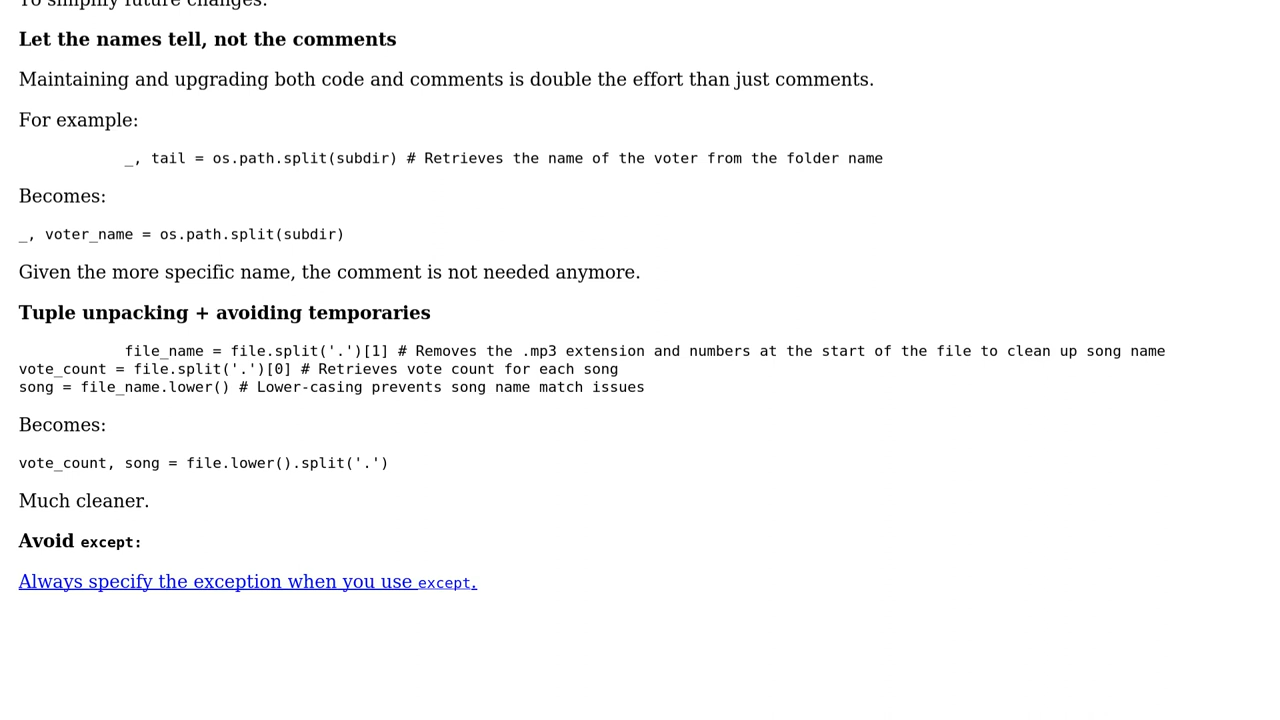 To simplify future changes.
Let the names tell, not the comments
Maintaining and upgrading both code and comments is double the effort than just comments.
For example:
_, tail = os.path.split(subdir) # Retrieves the name of the voter from the folder name
Becomes:
_, voter_name = os.path.split(subdir)
Given the more specific name, the comment is not needed anymore.
Tuple unpacking + avoiding temporaries
file_name = file.split('.')[1] # Removes the .mp3 extension and numbers at the start of the file to clean up song name
vote_count = file.split('.')[0] # Retrieves vote count for each song
song = file_name.lower() # Lower-casing prevents song name match issues
Becomes:
vote_count, song = file.lower().split('.')
Much cleaner.
Avoid except:
Always specify the exception when you use except.